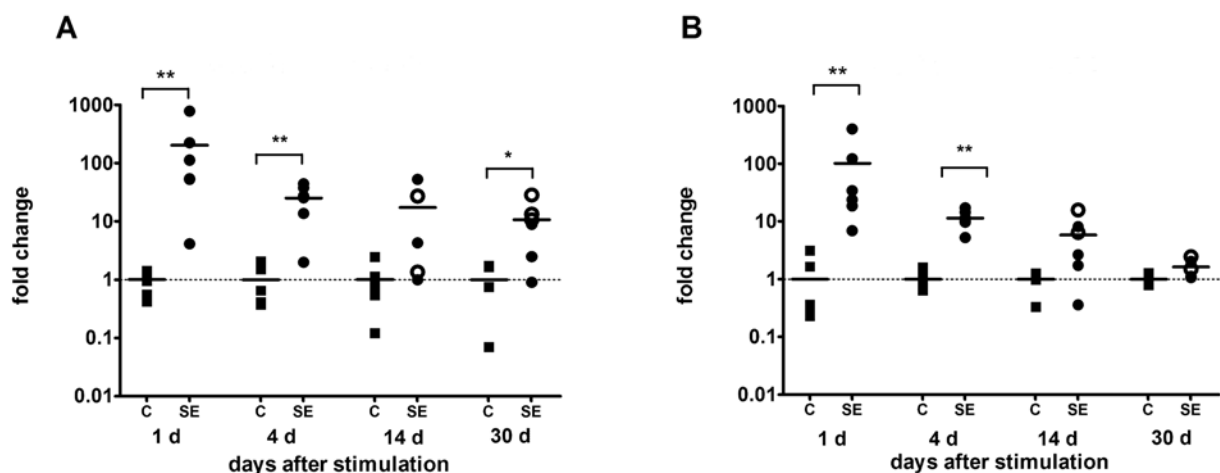 A
**
**
*
1000
100
10
1
0.1
0.01
fold change
C SE C SE C SE C SE
1 d 4 d 14 d 30 d
days after stimulation
B
**
**
1000
100
10
1
0.1
0.01
fold change
C SE C SE C SE C SE
1 d 4 d 14 d 30 d
days after stimulation